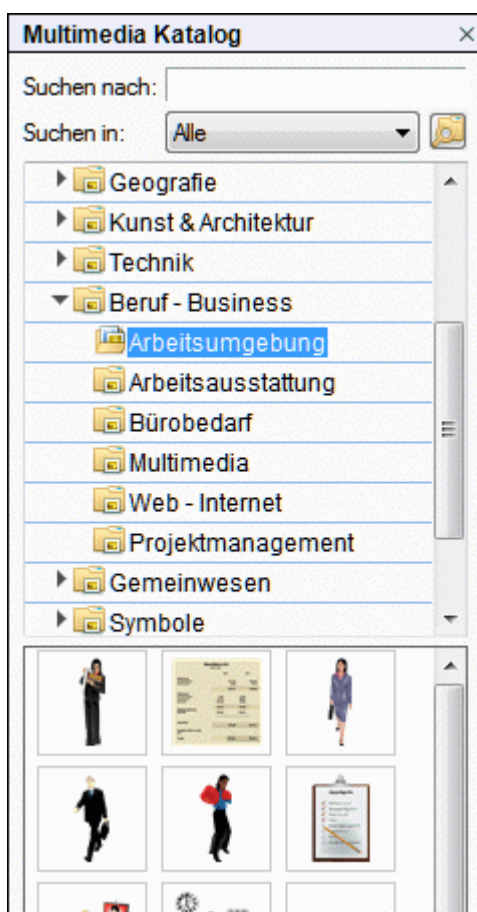 Multimedia Katalog
Suchen nach:
Suchen in: Alle
Geografie
Kunst & Architektur
Technik
Beruf - Business
Arbeitsumgebung
Arbeitsausstattung
Bürobedarf
Multimedia
Web - Internet
Projektmanagement
Gemeinwesen
Symbole